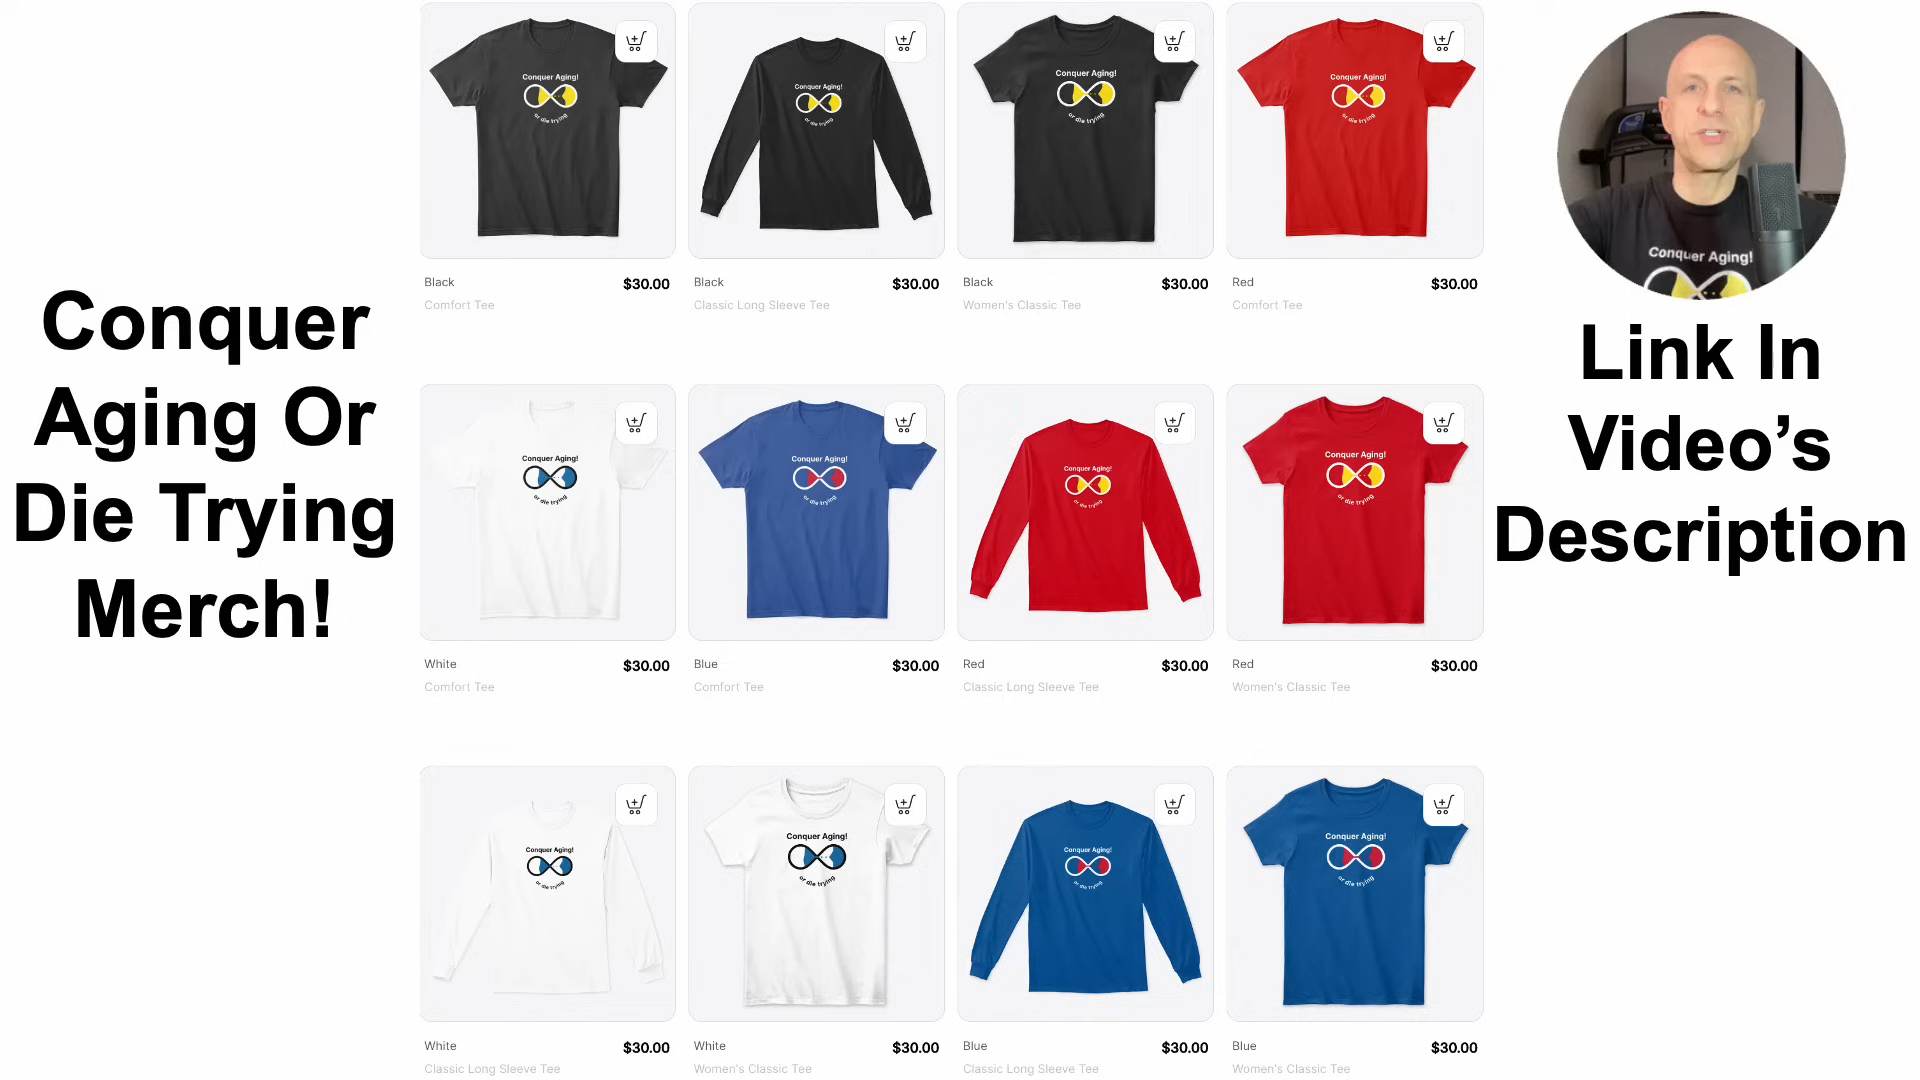 Conquer
Aging Or
Die Trying
Merch!
Conquer Aging!
or die trying
Black
$30.00
Comfort Tee
Conquer Aging!
or die trying
Black
$30.00
Classic Long Sleeve Tee
Conquer Aging!
or die trying
Black
$30.00
Women's Classic Tee
Conquer Aging!
or die trying
Red
$30.00
Comfort Tee
Conquer Aging!
or die trying
White
$30.00
Comfort Tee
Conquer Aging!
or die trying
Blue
$30.00
Comfort Tee
Conquer Aging!
or die trying
Red
$30.00
Classic Long Sleeve Tee
Conquer Aging!
or die trying
Red
$30.00
Women's Classic Tee
Conquer Aging!
or die trying
White
$30.00
Classic Long Sleeve Tee
Conquer Aging!
or die trying
White
$30.00
Women's Classic Tee
Conquer Aging!
or die trying
Blue
$30.00
Classic Long Sleeve Tee
Conquer Aging!
or die trying
Blue
$30.00
Women's Classic Tee
Conquer Aging!
Link In
Video’s
Description